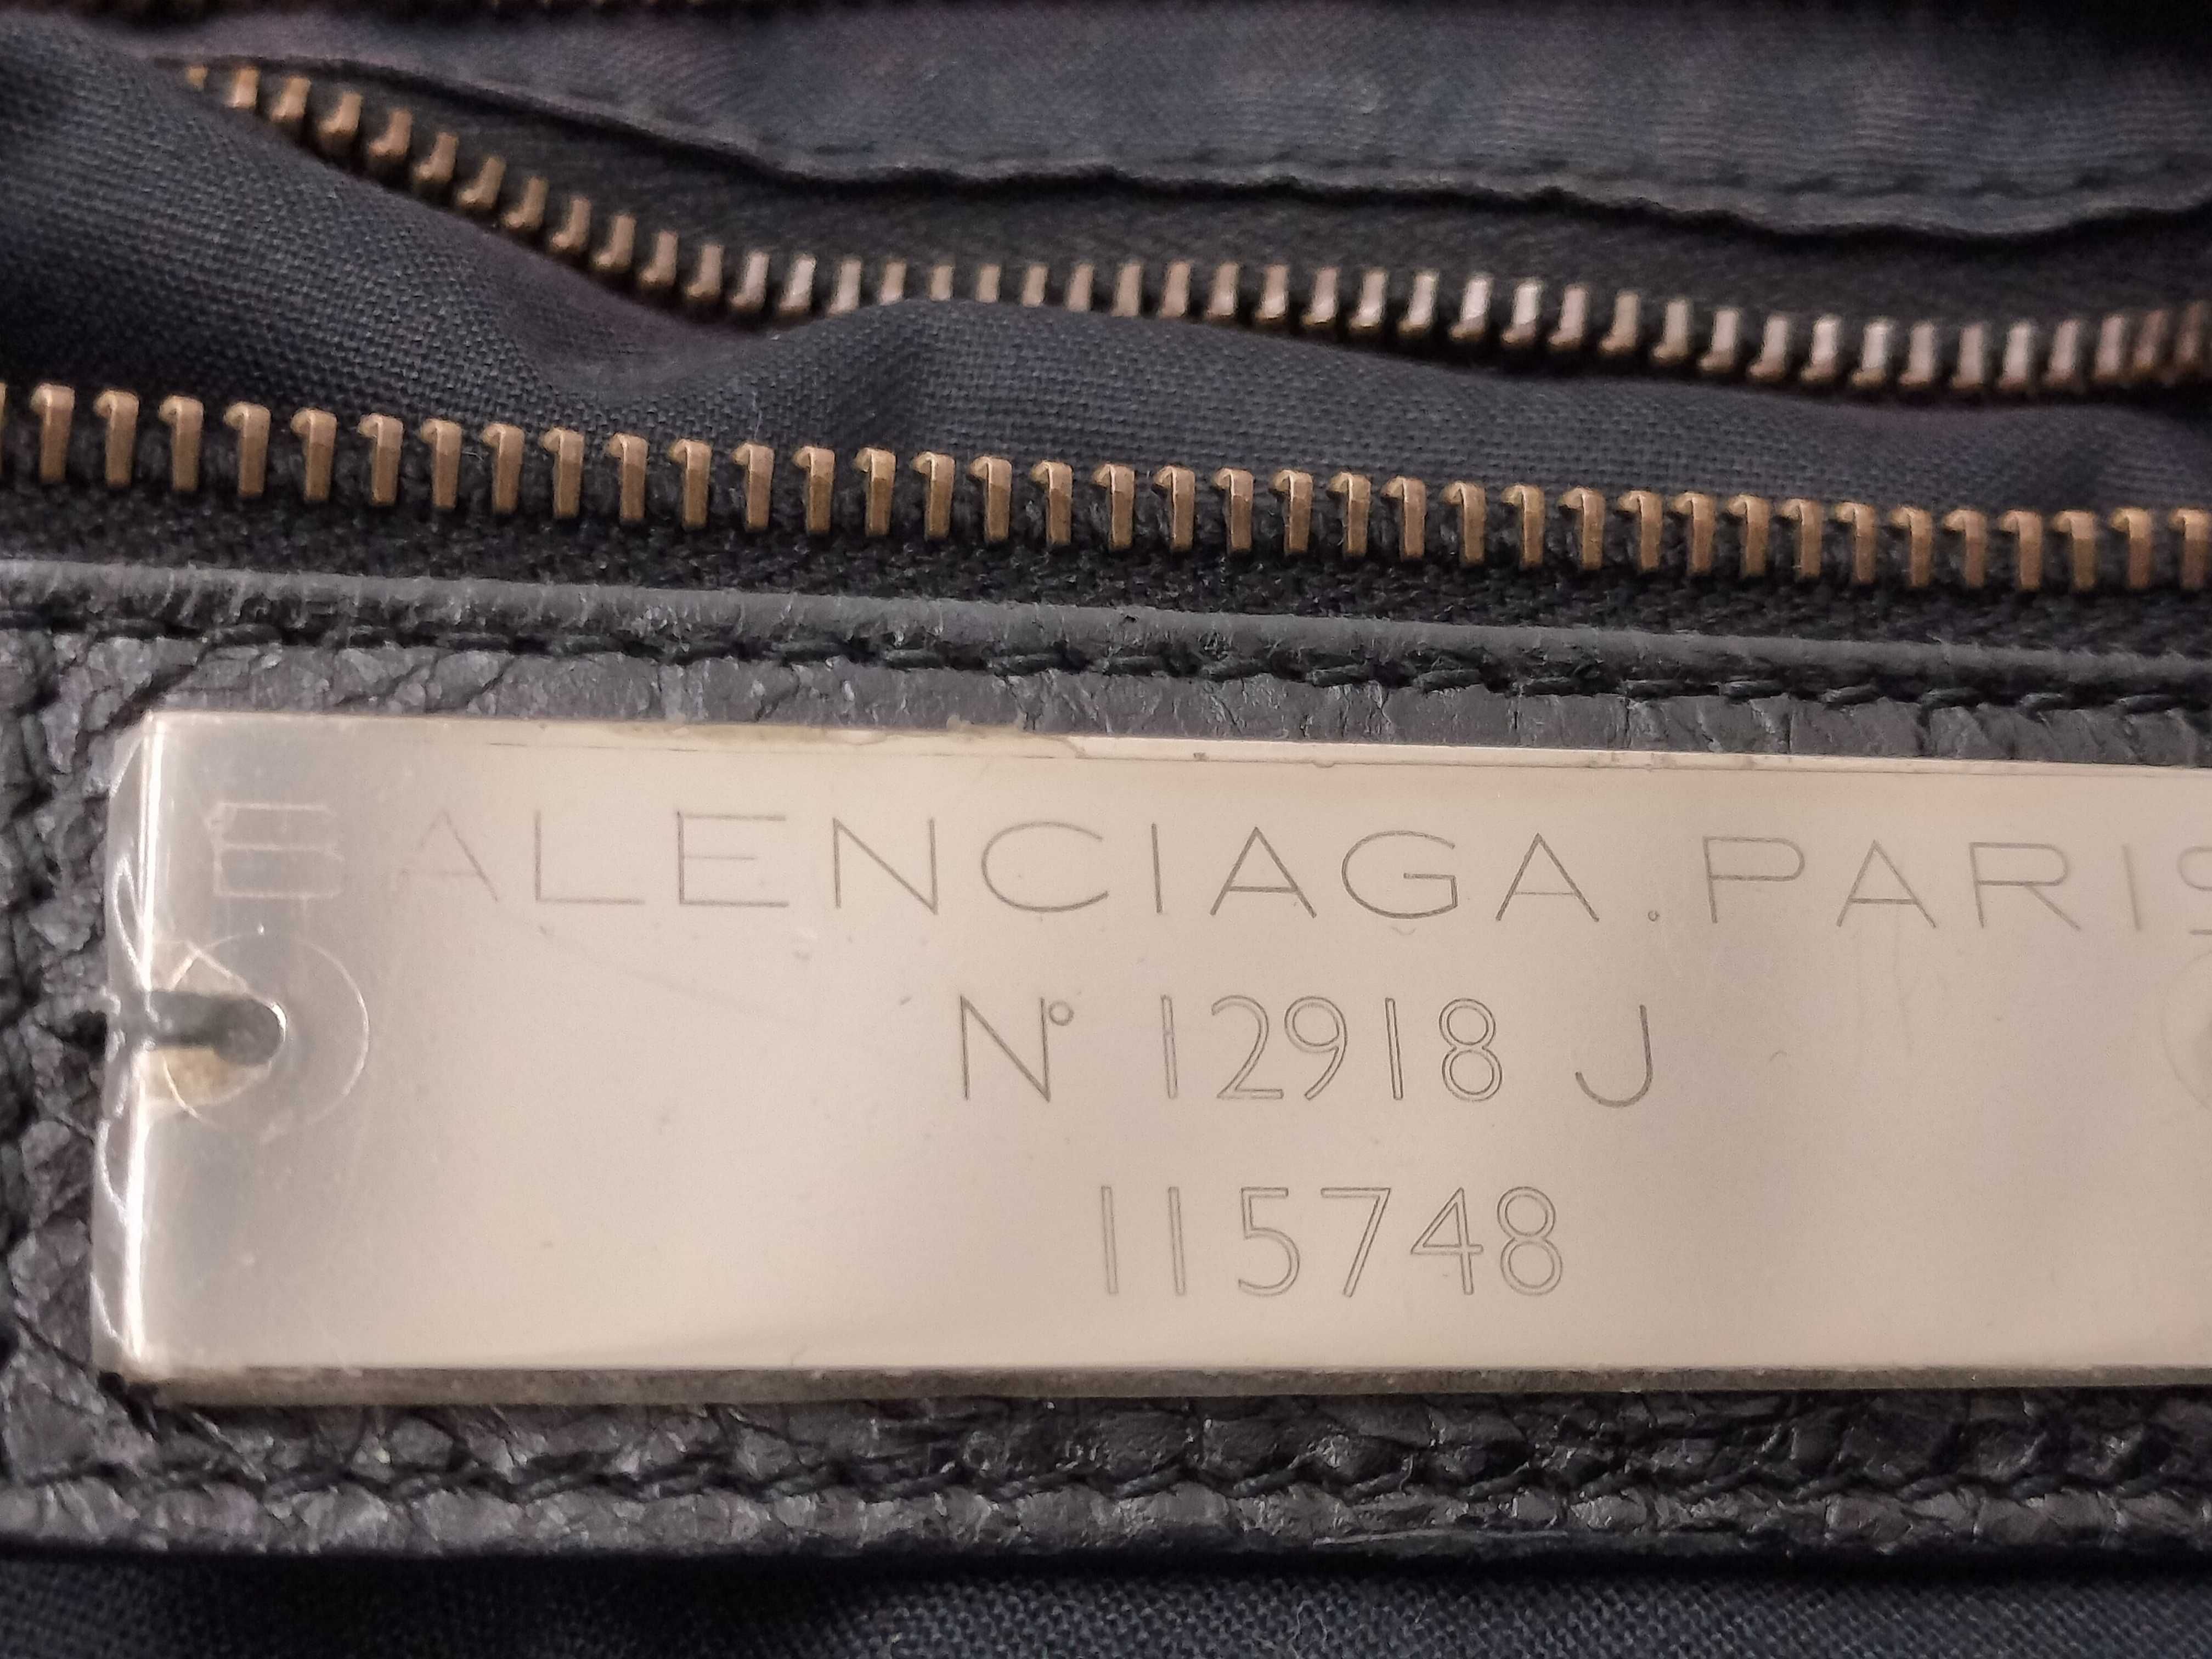 BALENCIAGA.PARIS
N° 12918 J
115748